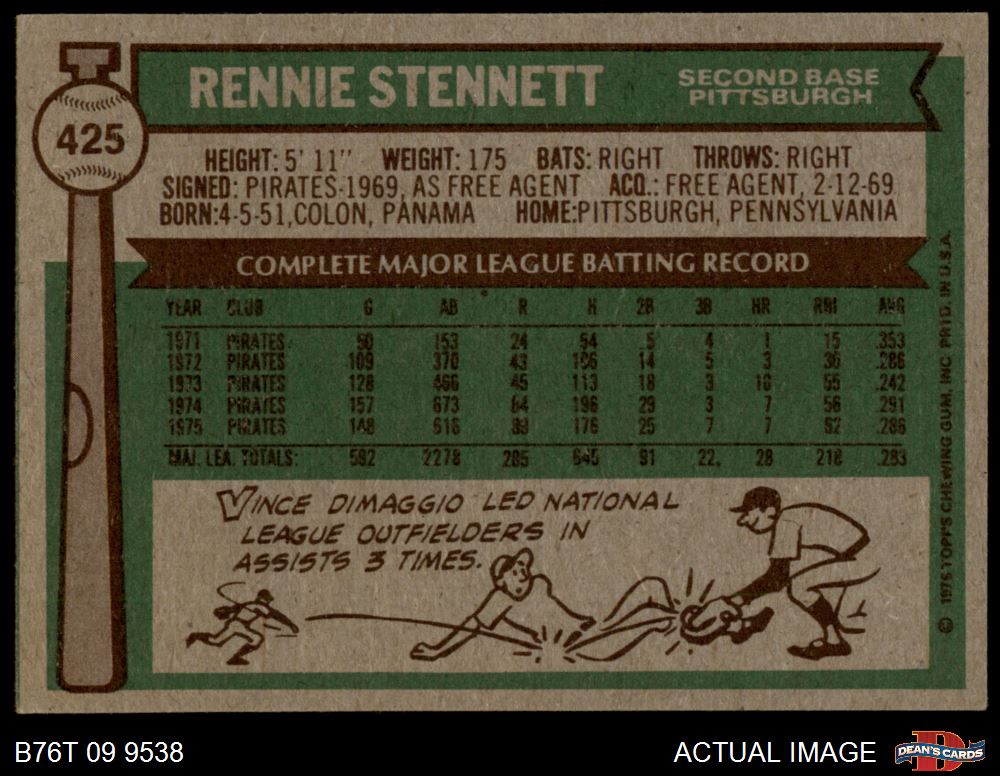 425
RENNIE STENNETT
SECOND BASE
PITTSBURGH
HEIGHT: 5' 11" WEIGHT: 175 BATS: RIGHT THROWS: RIGHT
SIGNED: PIRATES-1969, AS FREE AGENT ACQ.: FREE AGENT, 2-12-69
BORN:4-5-51,COLON, PANAMA HOME:PITTSBURGH, PENNSYLVANIA
COMPLETE MAJOR LEAGUE BATTING RECORD
YEAR CLUB G AB R H 2B 3B HR RBI AVG
1971 PIRATES 50 153 24 54 5 4 1 15 .353
1972 PIRATES 109 370 43 106 14 5 3 30 .286
1973 PIRATES 128 466 45 113 18 3 10 55 .242
1974 PIRATES 157 673 84 196 29 3 7 56 .291
1975 PIRATES 148 616 89 176 25 7 7 62 .286
MAJ. LEA. TOTALS: 592 2278 285 645 91 22. 28 218 .283
VINCE DIMAGGIO LED NATIONAL
LEAGUE OUTFIELDERS IN
ASSISTS 3 TIMES.
© 1976 TOPPS CHEWING GUM, INC. PRTD. IN U.S.A.
B76T 09 9538
ACTUAL IMAGE
D
DEAN'S CARDS